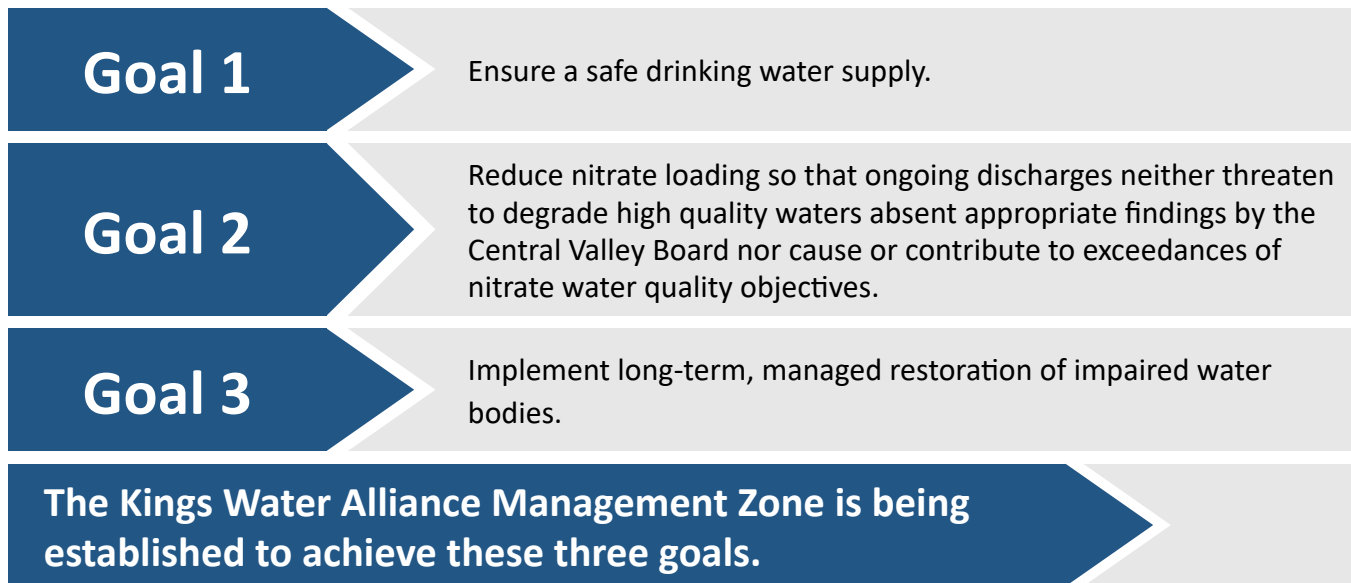 Goal 1
Ensure a safe drinking water supply.
Goal 2
Reduce nitrate loading so that ongoing discharges neither threaten
to degrade high quality waters absent appropriate findings by the
Central Valley Board nor cause or contribute to exceedances of
nitrate water quality objectives.
Goal 3
Implement long-term, managed restoration of impaired water
bodies.
The Kings Water Alliance Management Zone is being
established to achieve these three goals.